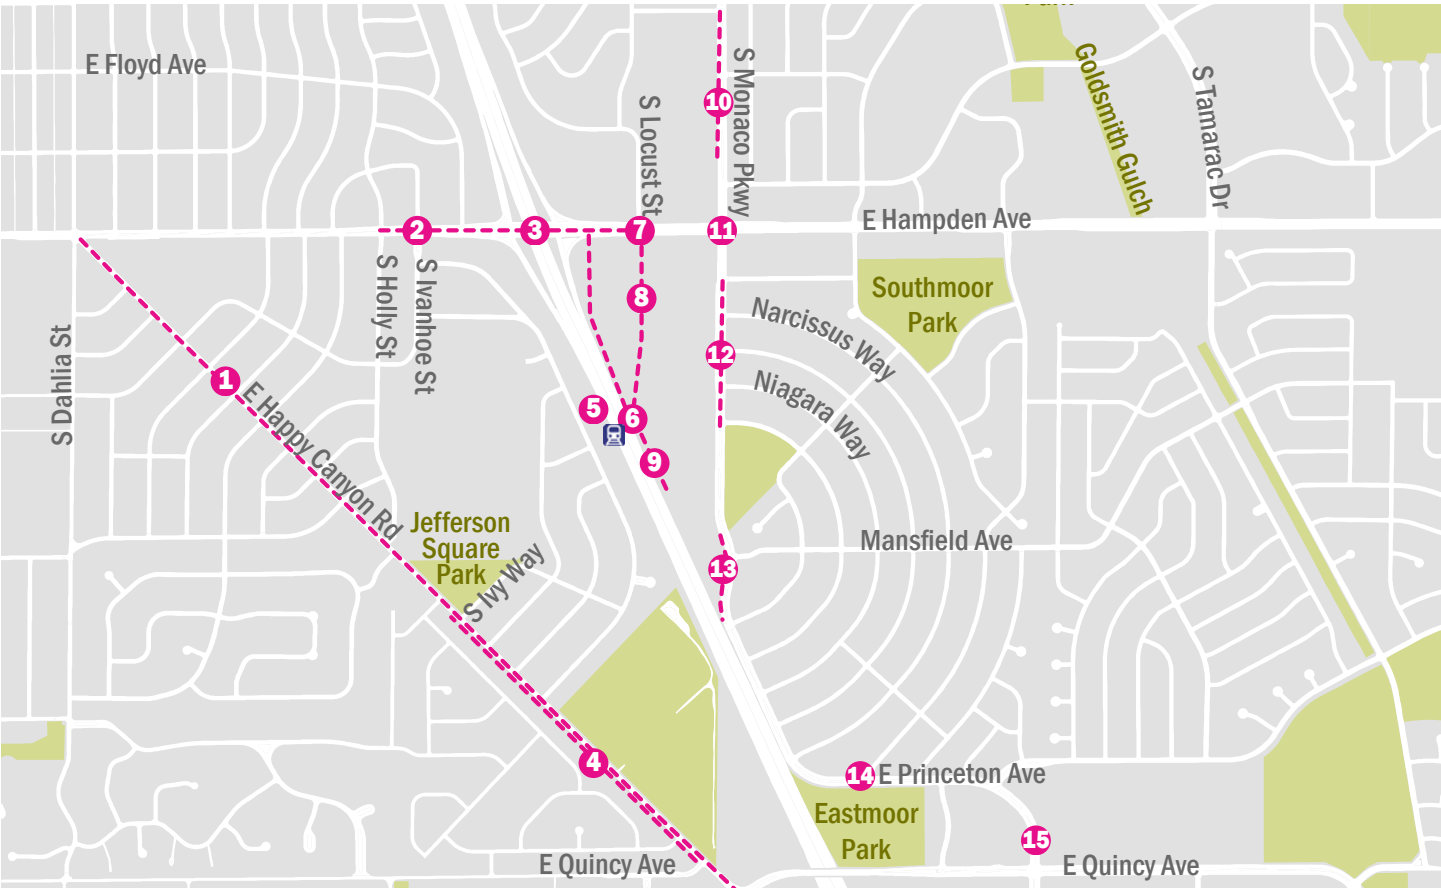 E Floyd Ave
S Locust St
S Monaco Pkwy
Goldsmith Gulch
S Tamarac Dr
10
E Hampden Ave
2
3
7
11
S Holly St
S Ivanhoe St
8
Southmoor
Park
Narcissus Way
S Dahlia St
12
1
E Happy Canyon Rd
Niagara Way
5
6
9
Jefferson
Square
Park
S Ivy Way
Mansfield Ave
13
4
14
E Princeton Ave
Eastmoor
Park
15
E Quincy Ave
E Quincy Ave